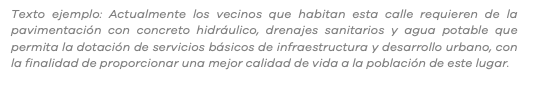 Texto ejemplo: Actualmente los vecinos que habitan esta calle requieren de la
pavimentación con concreto hidráulico, drenajes sanitarios y agua potable que
permita la dotación de servicios básicos de infraestructura y desarrollo urbano, con
la finalidad de proporcionar una mejor calidad de vida a la población de este lugar.